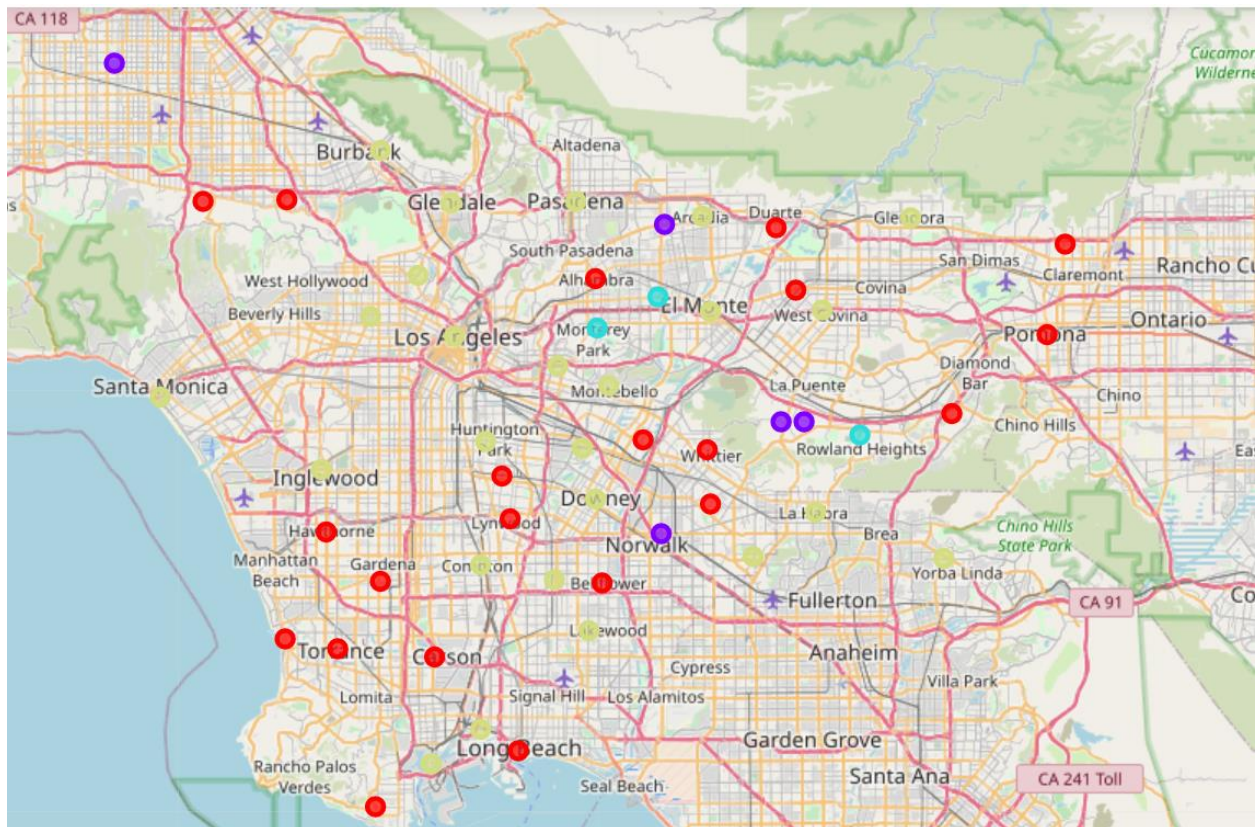 CA 118
Cucamon
Wilderne
Burbank
Altadena
as
Glendale
Pasadena
Arcadia
Duarte
Glendora
South Pasadena
San Dimas
Claremont
Rancho Cu
West Hollywood
Alhambra
El Monte
Covina
Beverly Hills
West Covina
Los Angeles
Monterey
Park
Pomona
Ontario
Santa Monica
Montebello
La Puente
Diamond
Bar
Chino
Huntington
Park
Whittier
Rowland Heights
Chino Hills
Eas
Inglewood
Downey
La Habra
Hawthorne
Lynwood
Norwalk
Brea
Chino Hills
State Park
Manhattan
Beach
Gardena
Compton
Bellflower
Yorba Linda
Fullerton
CA 91
Co
Torrance
Carson
Lakewood
Anaheim
Cypress
Villa Park
Lomita
Signal Hill
Los Alamitos
Long Beach
Garden Grove
Rancho Palos
Verdes
Seal Beach
Santa Ana
CA 241 Toll